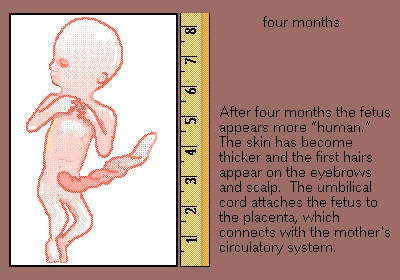 four months
8
7
6
5
4
3
2
1
After four months the fetus
appears more “human.”
The skin has become
thicker and the first hairs
appear on the eyebrows
and scalp.  The umbilical
cord attaches the fetus to
the placenta, which
connects with the mother’s
circulatory system.